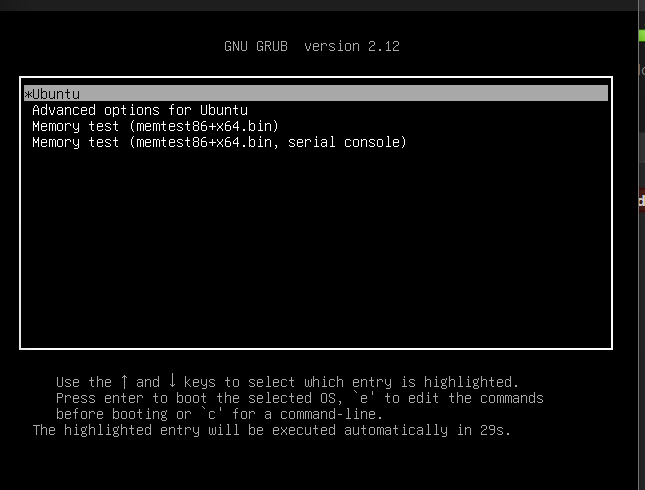 GNU GRUB  version 2.12
*Ubuntu
Advanced options for Ubuntu
Memory test (memtest86+x64.bin)
Memory test (memtest86+x64.bin, serial console)
Use the ↑ and ↓ keys to select which entry is highlighted.
Press enter to boot the selected OS, `e' to edit the commands
before booting or `c' for a command-line.
The highlighted entry will be executed automatically in 29s.